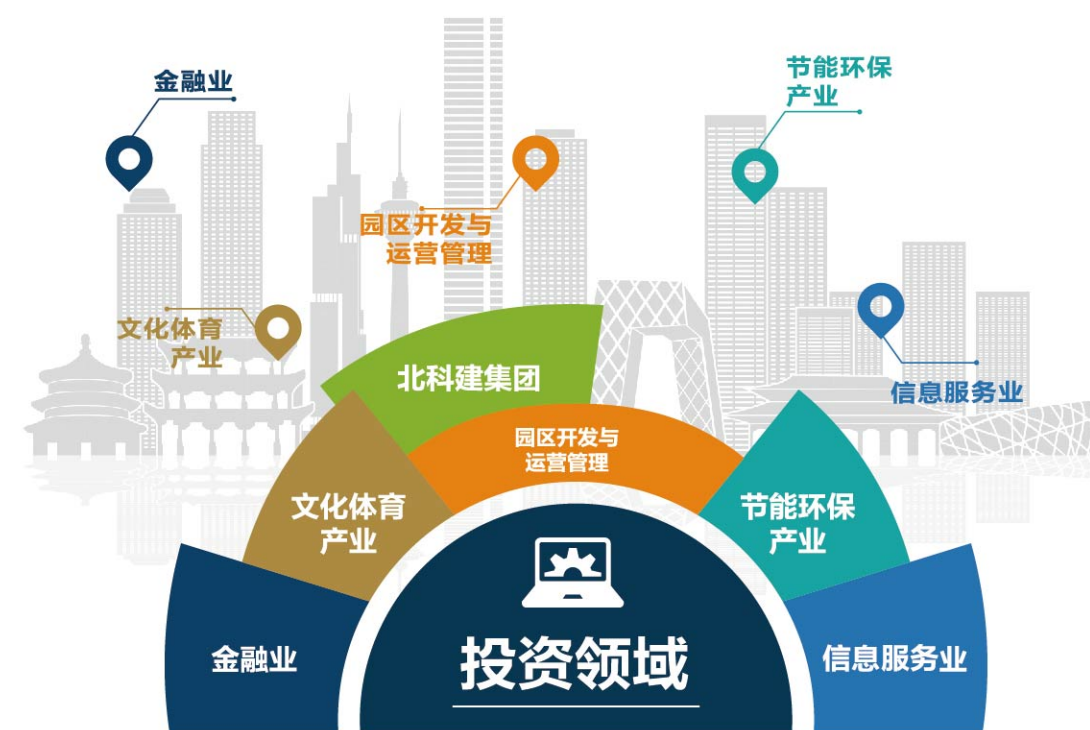 金融业
节能环保
产业
园区开发与
运营管理
文化体育
产业
信息服务业
北科建集团
园区开发与
运营管理
文化体育
产业
节能环保
产业
金融业
投资领域
信息服务业